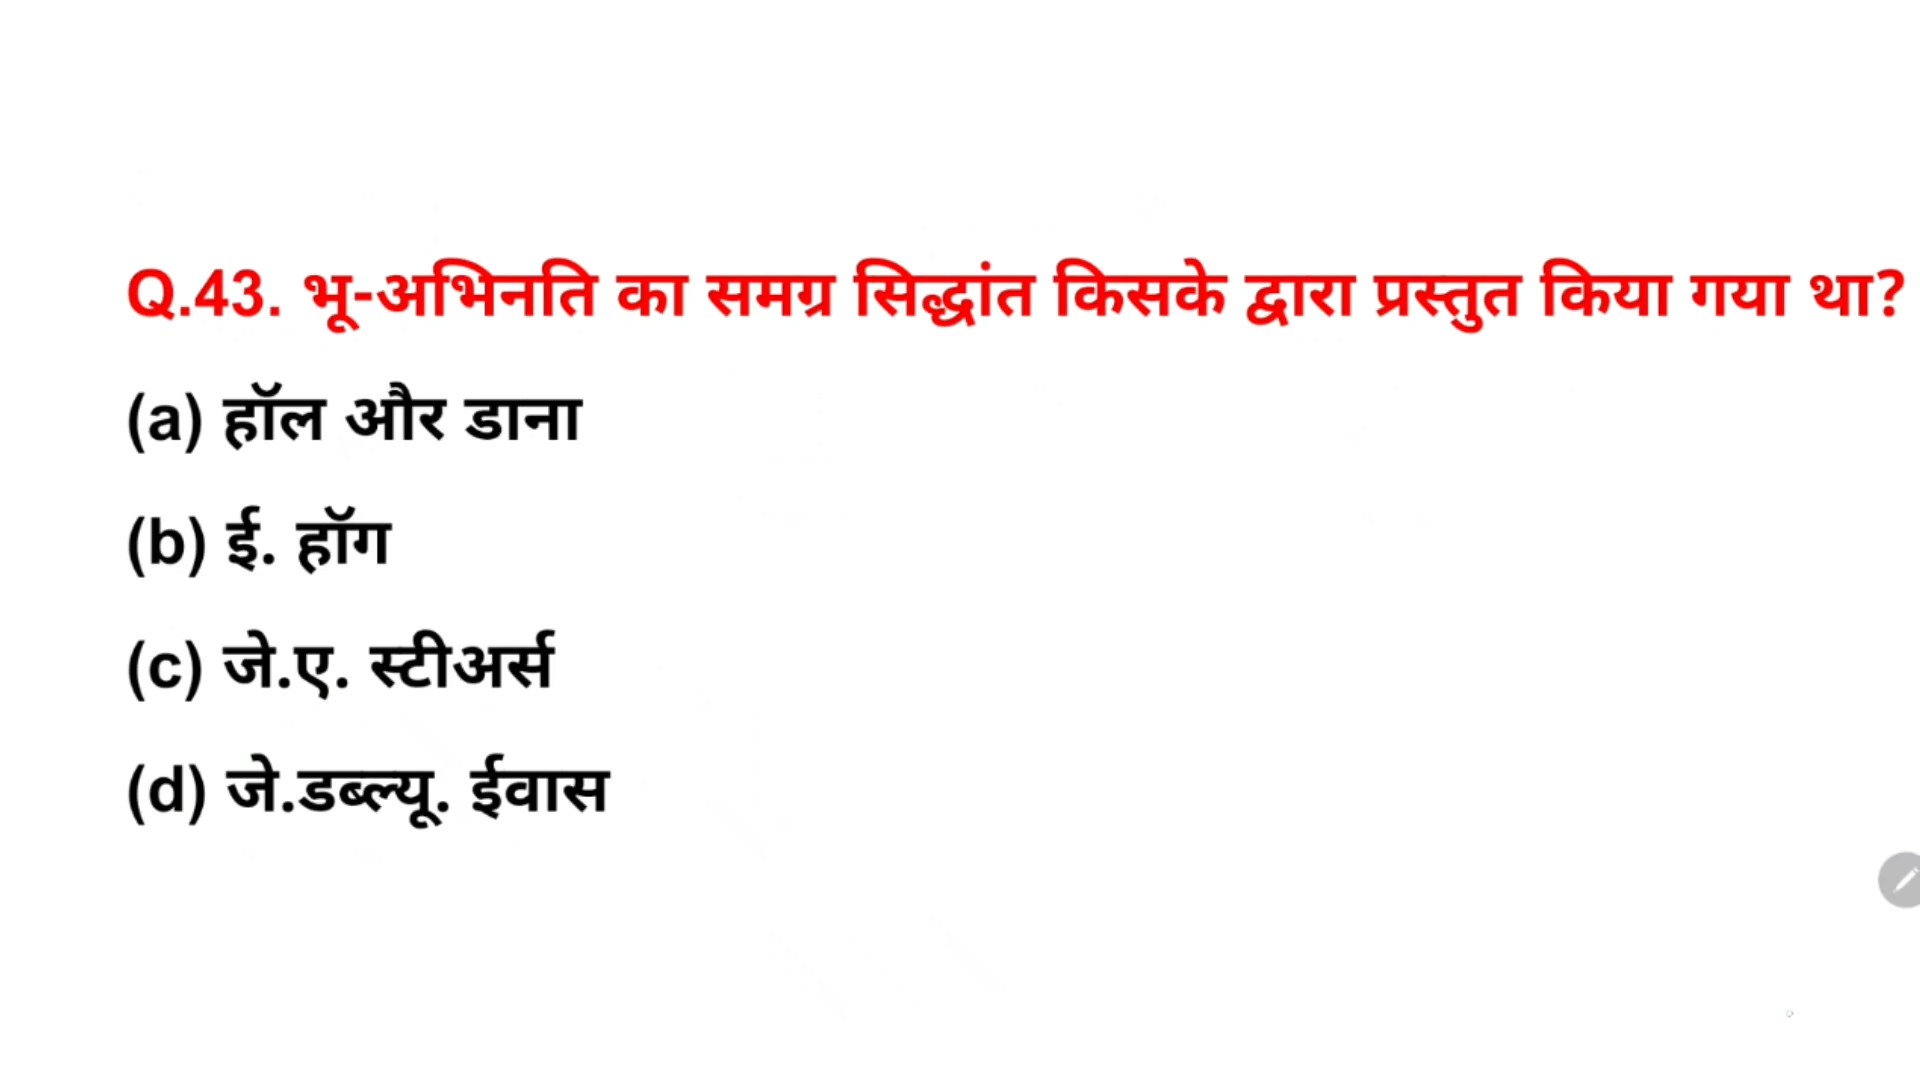 Q.43. भू-अभिनति का समग्र सिद्धांत किसके द्वारा प्रस्तुत किया गया था?
(a) हॉल और डाना
(b) ई. हॉग
(c) जे.ए. स्टीअर्स
(d) जे.डब्ल्यू. ईवास